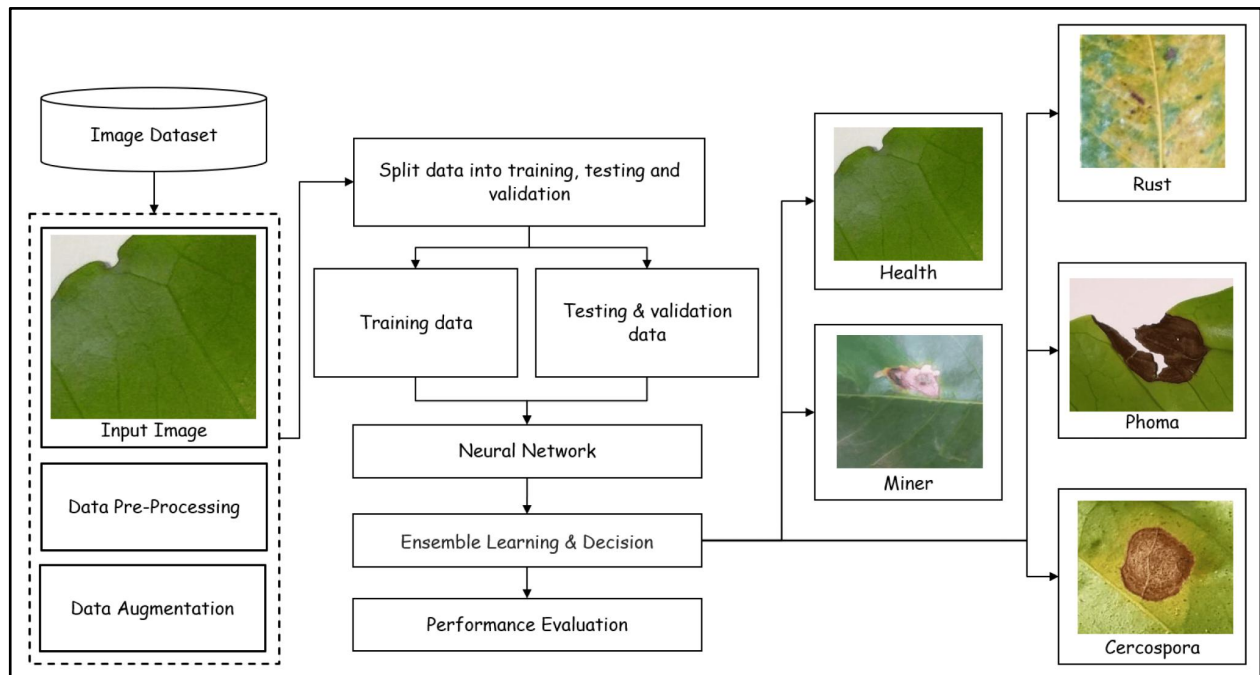 Image Dataset
Input Image
Data Pre-Processing
Data Augmentation
Split data into training, testing and
validation
Training data
Testing & validation
data
Neural Network
Ensemble Learning & Decision
Performance Evaluation
Health
Miner
Rust
Phoma
Cercospora